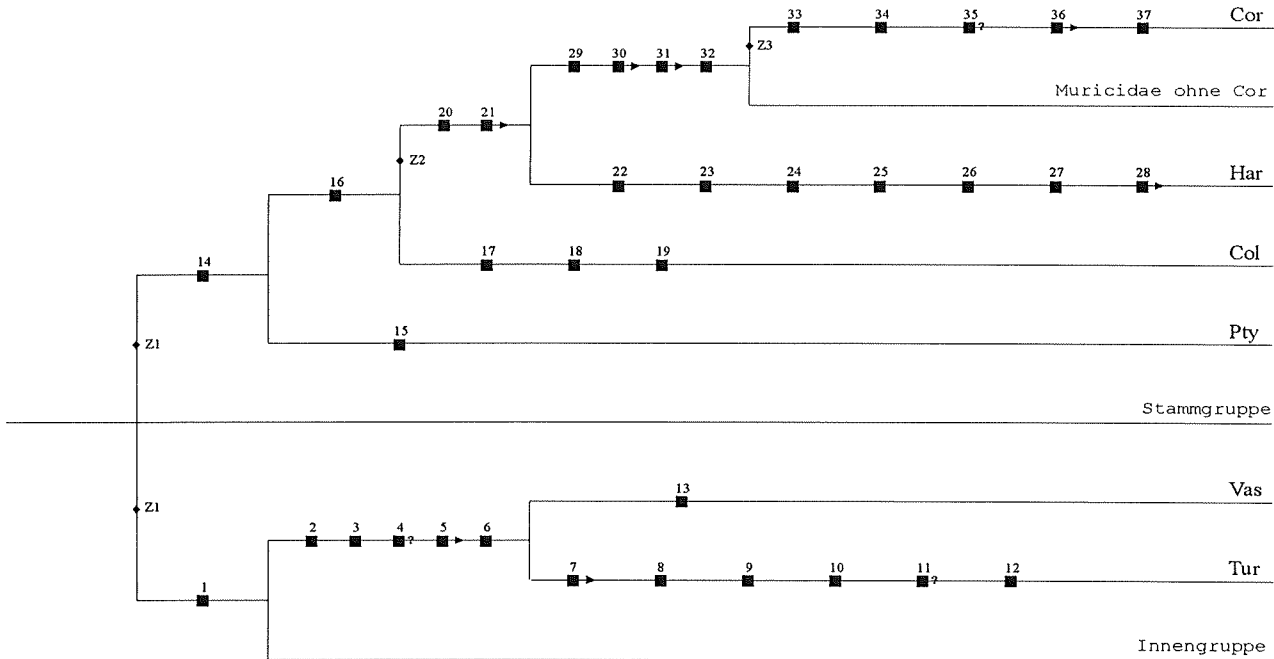 33 34 35 ? 36 37 Cor
Z3
29 30 31 32
Muricidae ohne Cor
20 21
Z2
22 23 24 25 26 27 28 Har
16
17 18 19 Col
14
15 Pty
Z1
Stammgruppe
13 Vas
Z1
2 3 4 ? 5 6
7 8 9 10 11 ? 12 Tur
1
Innengruppe